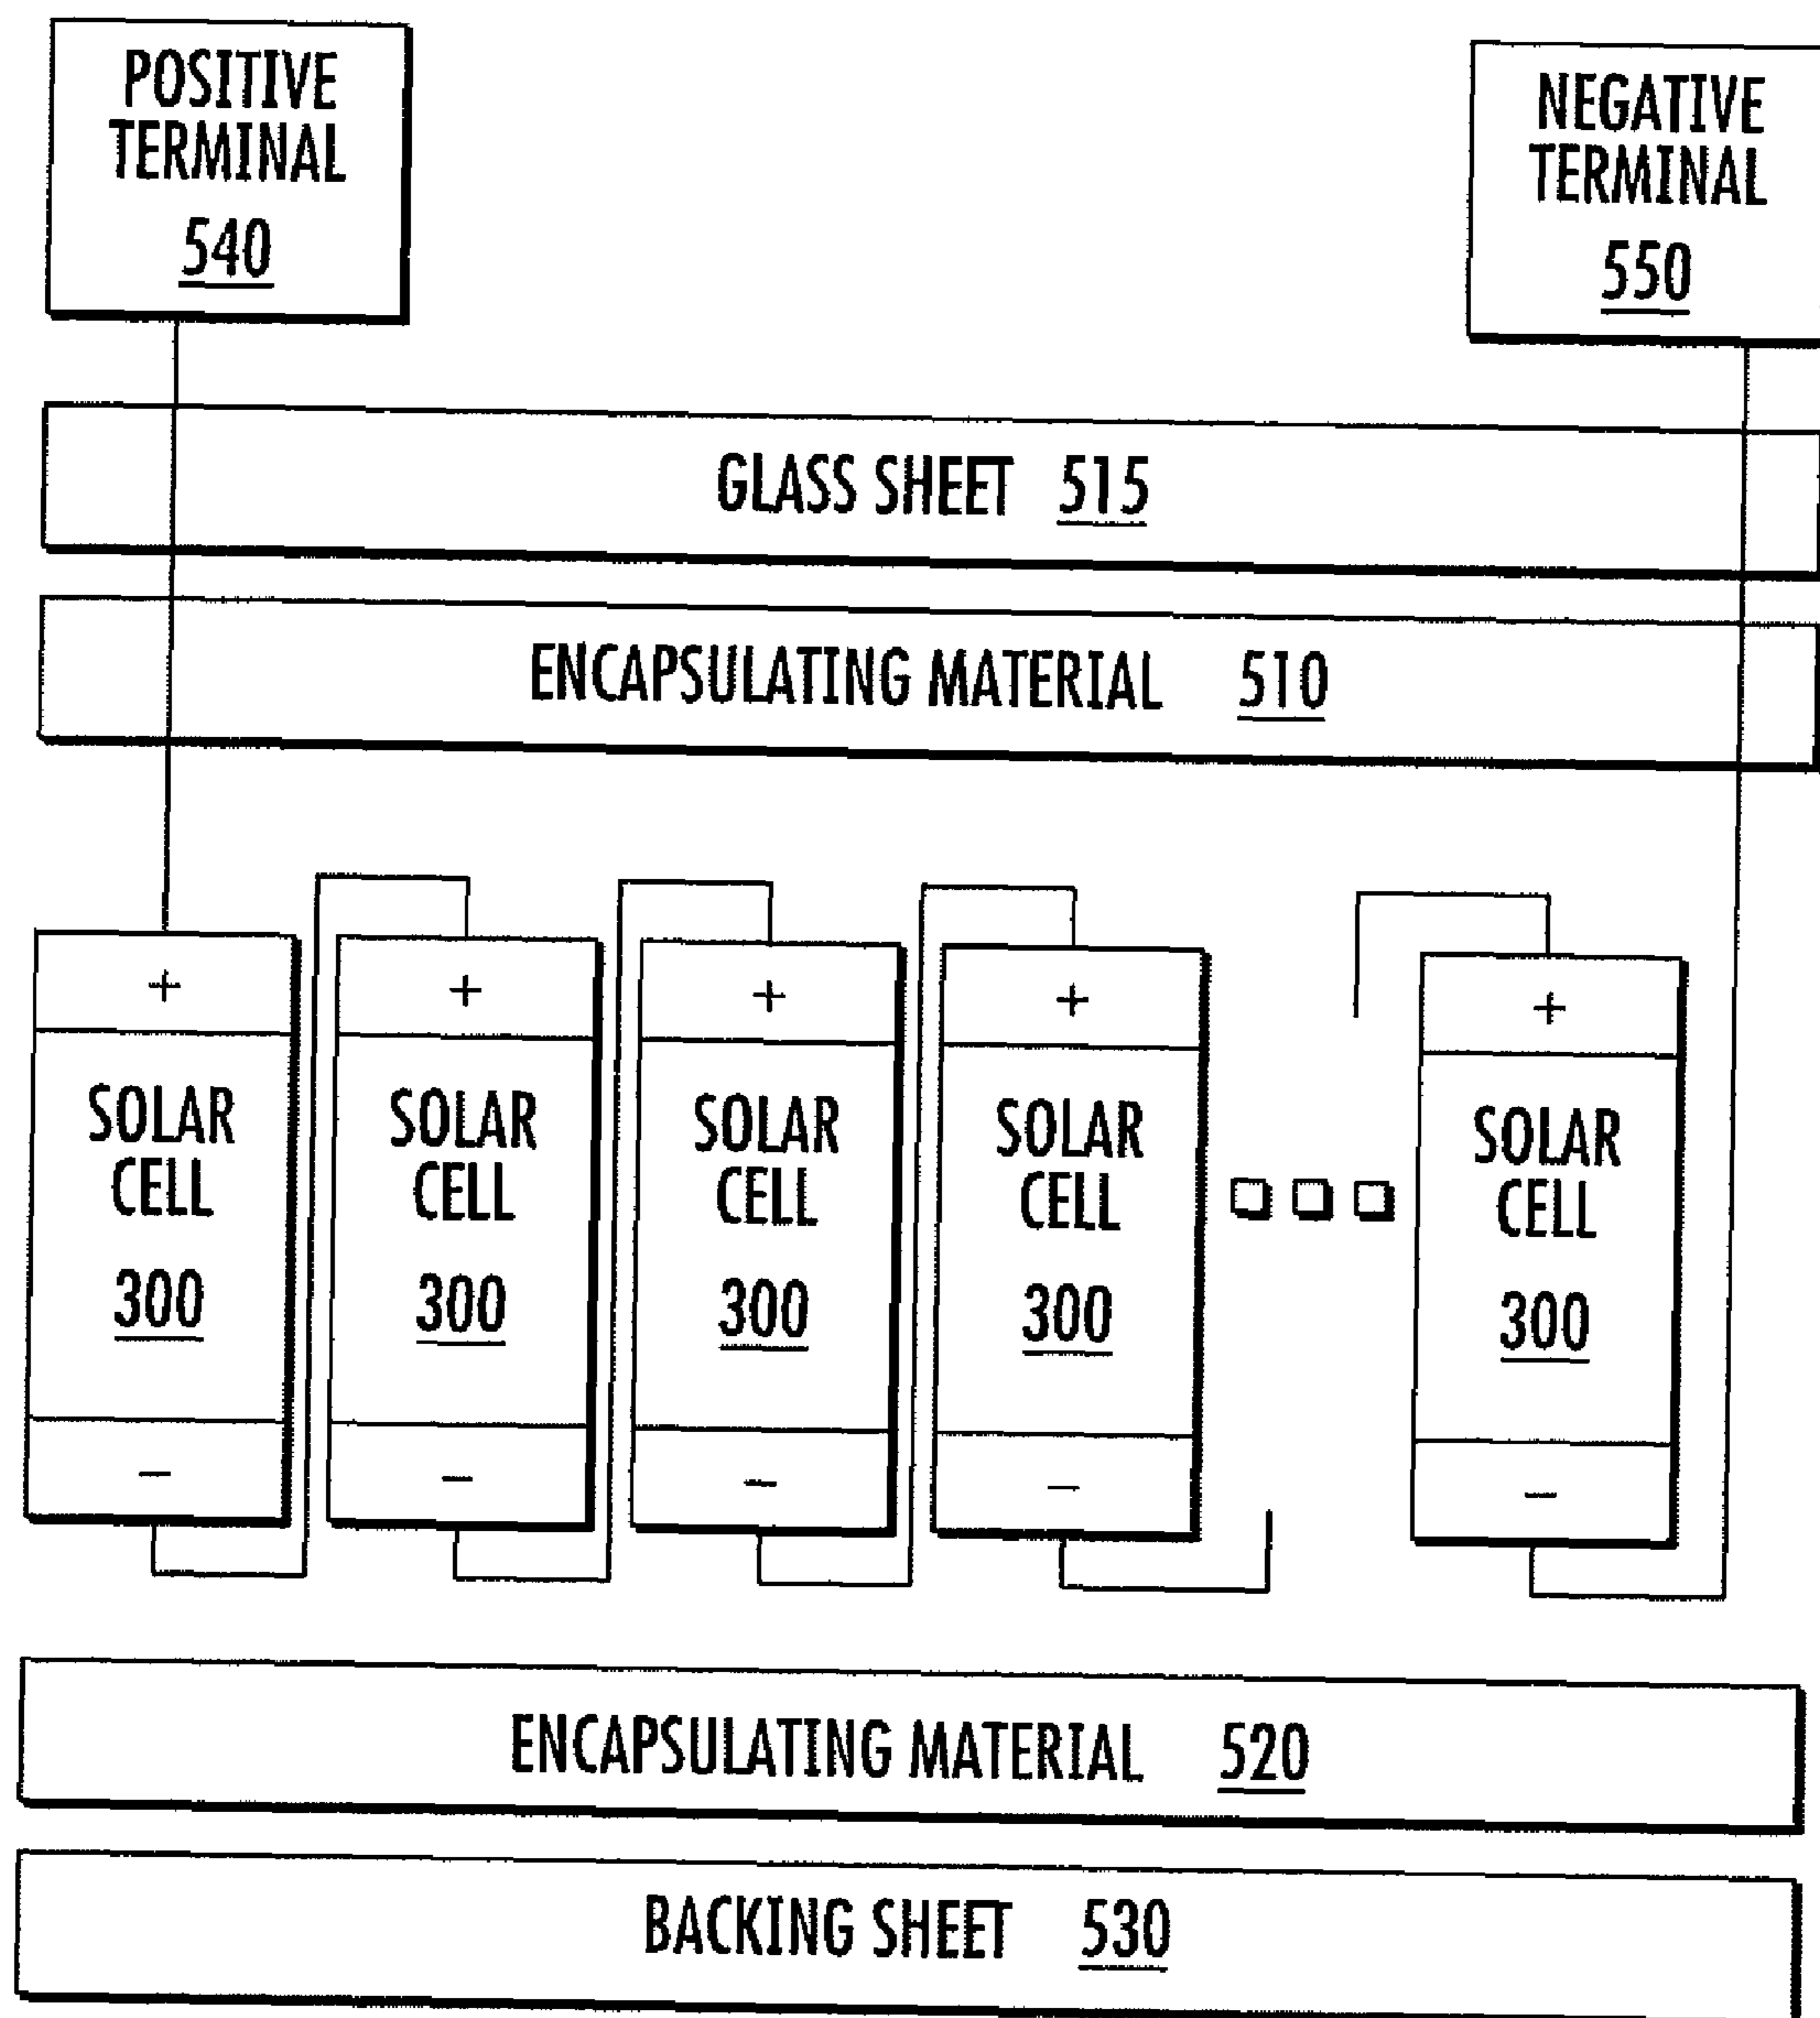 POSITIVE
TERMINAL
540
NEGATIVE
TERMINAL
550
GLASS SHEET 515
ENCAPSULATING MATERIAL 510
+ + + + +
SOLAR
CELL
300
SOLAR
CELL
300
SOLAR
CELL
300
SOLAR
CELL
300
SOLAR
CELL
300
− − − − −
ENCAPSULATING MATERIAL 520
BACKING SHEET 530